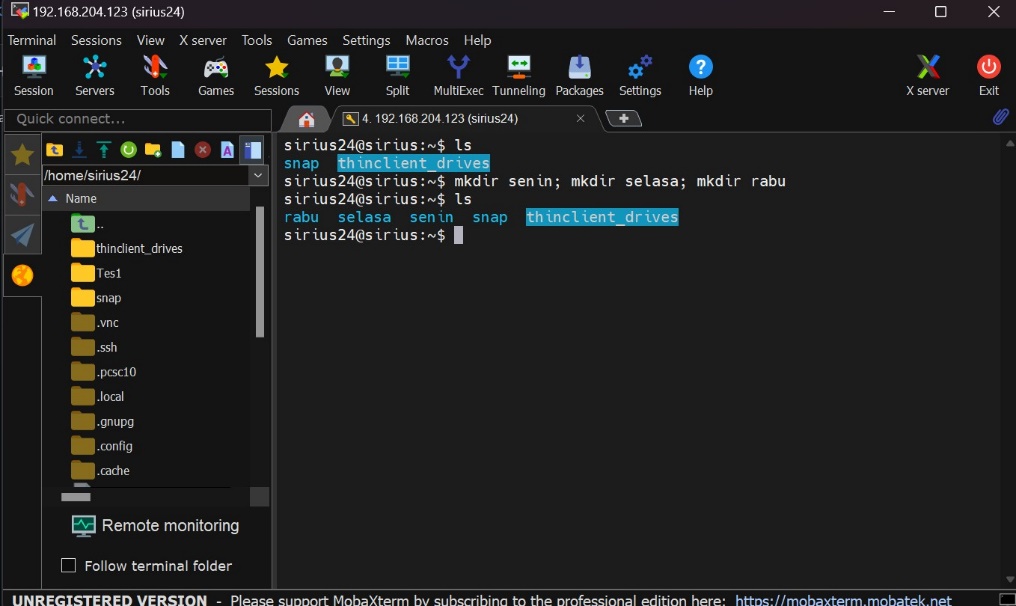 192.168.204.123 (sirius24)
Terminal Sessions View X server Tools Games Settings Macros Help
Session Servers Tools Games Sessions View Split MultiExec Tunneling Packages Settings Help X server Exit
Quick connect...
4. 192.168.204.123 (sirius24)
/home/sirius24/
Name
..
thinclient_drives
Tes1
snap
.vnc
.ssh
.pcsc10
.local
.gnupg
.config
.cache
Remote monitoring
Follow terminal folder
sirius24@sirius:~$ ls
snap thinclient_drives
sirius24@sirius:~$ mkdir senin; mkdir selasa; mkdir rabu
sirius24@sirius:~$ ls
rabu selasa senin snap thinclient_drives
sirius24@sirius:~$
UNREGISTERED VERSION - Please support MobaXterm by subscribing to the professional edition here: https://mobaxterm.mobatek.net